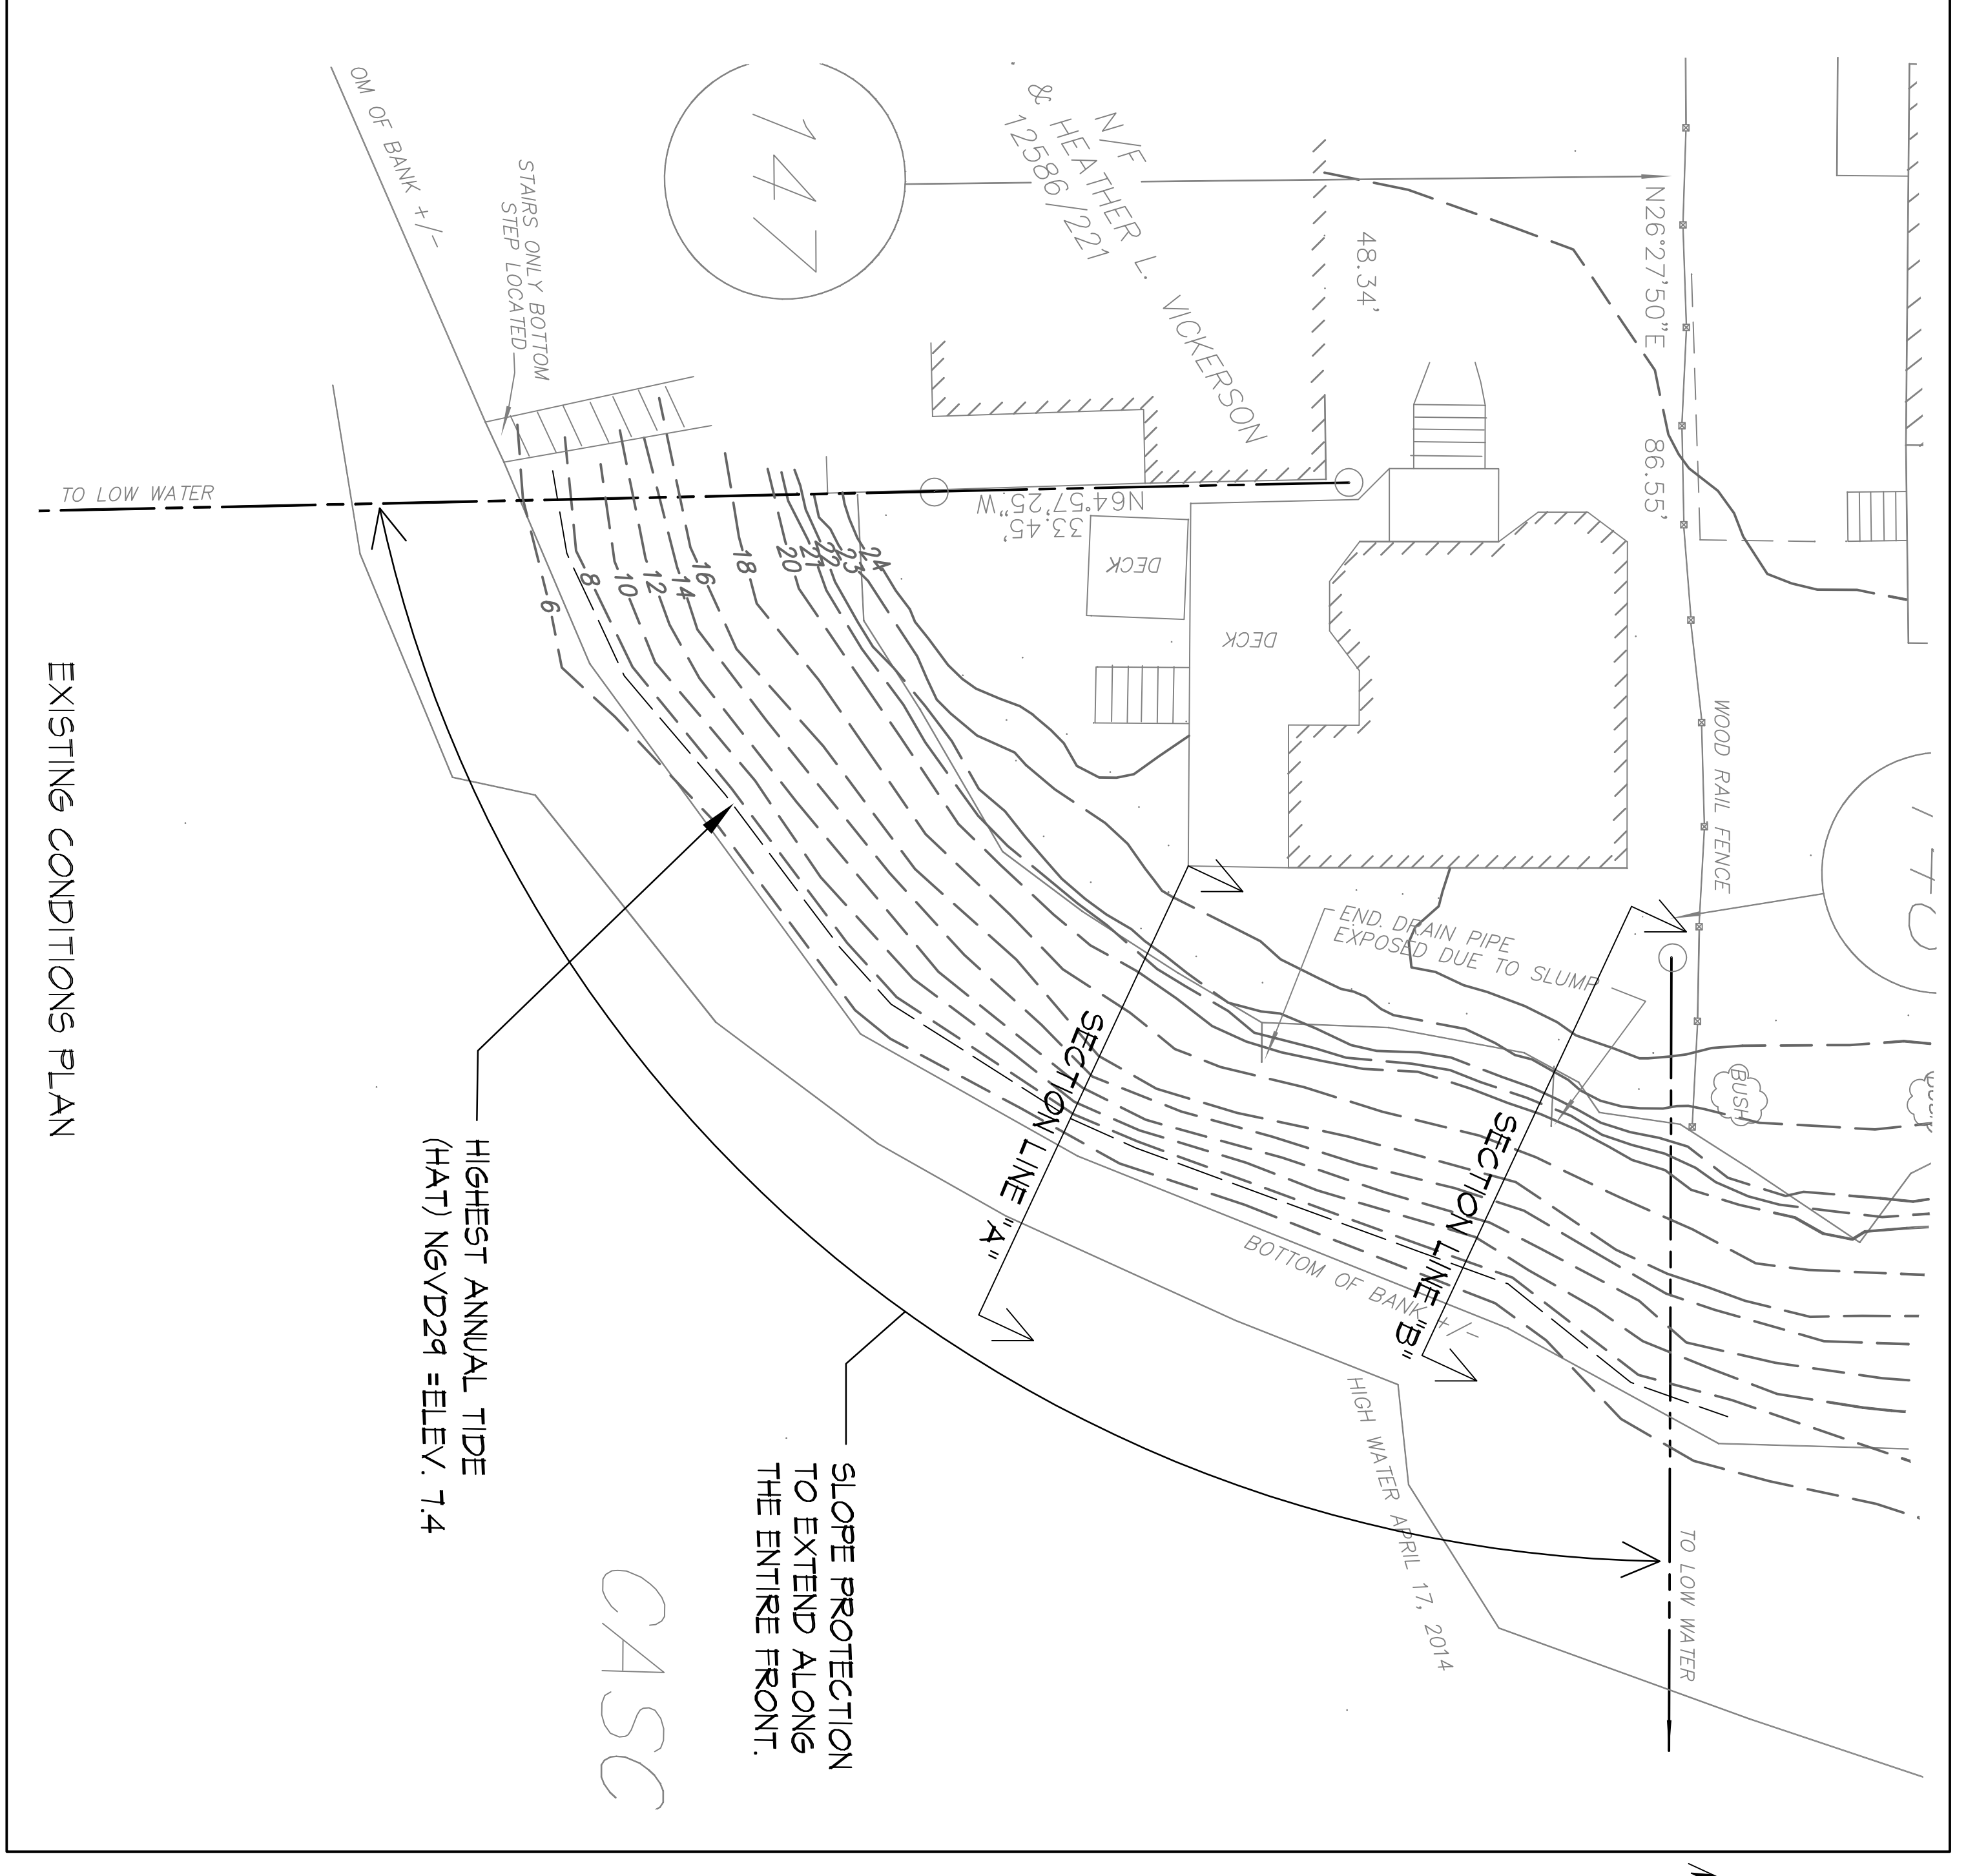 OM OF BANK +/-
STAIRS ONLY BOTTOM
STEP LOCATED
147
N/F
& HEATHER L. VICKERSON
12586/221
48.34'
N26°27'50"E
86.55'
TO LOW WATER
N64°57'25"W
33.45'
DECK
DECK
WOOD RAIL FENCE
6
8
10
12
14
16
18
20
21
22
23
24
END. DRAIN PIPE
EXPOSED DUE TO SLUMP
BUSH
SECTION LINE "A"
SECTION LINE "B"
BOTTOM OF BANK +/-
HIGH WATER APRIL 17, 2014
TO LOW WATER
HIGHEST ANNUAL TIDE
(HAT) NGVD29 =ELEV. 7.4
SLOPE PROTECTION
TO EXTEND ALONG
THE ENTIRE FRONT.
CASC
EXISTING CONDITIONS PLAN